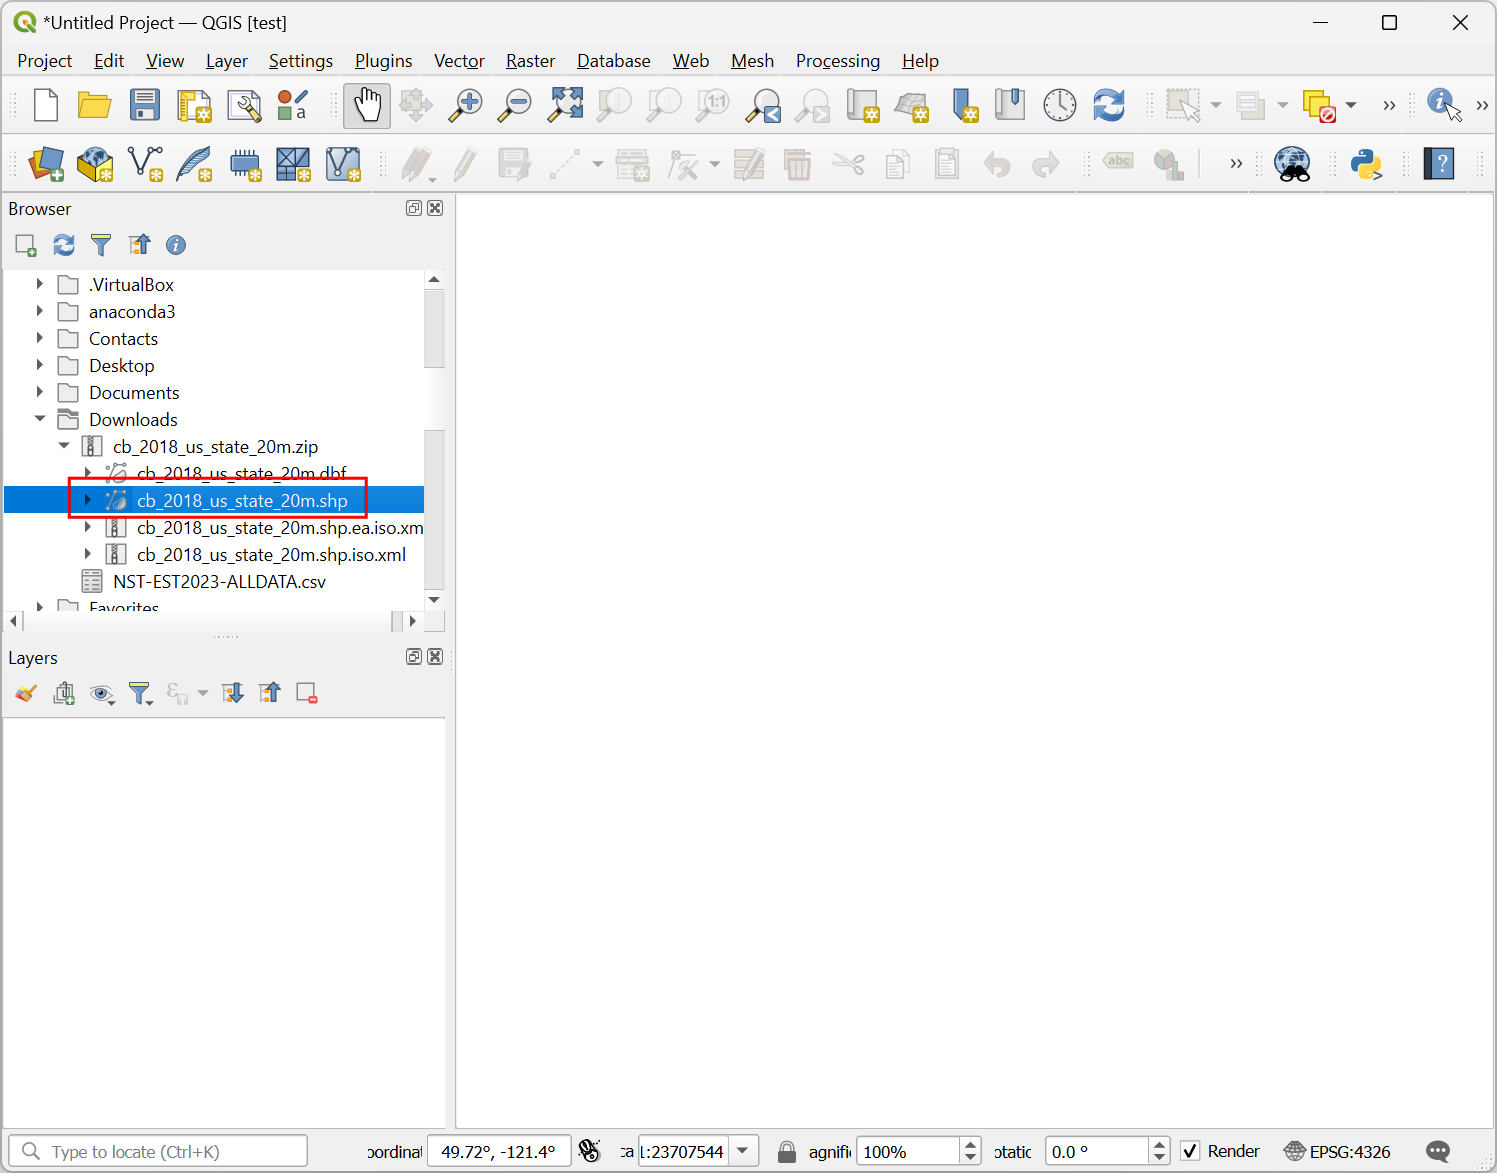 *Untitled Project — QGIS [test]
Project Edit View Layer Settings Plugins Vector Raster Database Web Mesh Processing Help
a
1:1
abc
?
Browser
.VirtualBox
anaconda3
Contacts
Desktop
Documents
Downloads
cb_2018_us_state_20m.zip
cb_2018_us_state_20m.dbf
cb_2018_us_state_20m.shp
cb_2018_us_state_20m.shp.ea.iso.xm
cb_2018_us_state_20m.shp.iso.xml
NST-EST2023-ALLDATA.csv
Favorites
Layers
Type to locate (Ctrl+K) oordinat 49.72°, -121.4° ca 1:23707544 agnifi 100% otatic 0.0 ° Render EPSG:4326